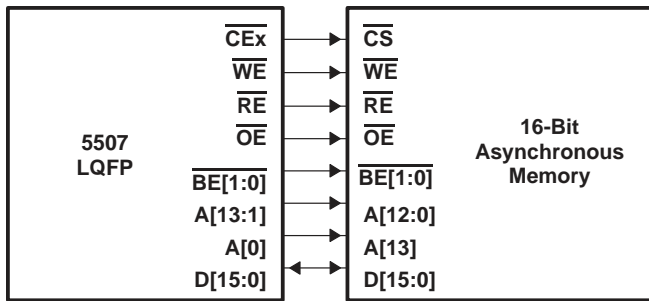 CEx CS
WE WE
RE RE
OE OE
5507
LQFP
16-Bit
Asynchronous
Memory
BE[1:0] BE[1:0]
A[13:1] A[12:0]
A[0] A[13]
D[15:0] D[15:0]